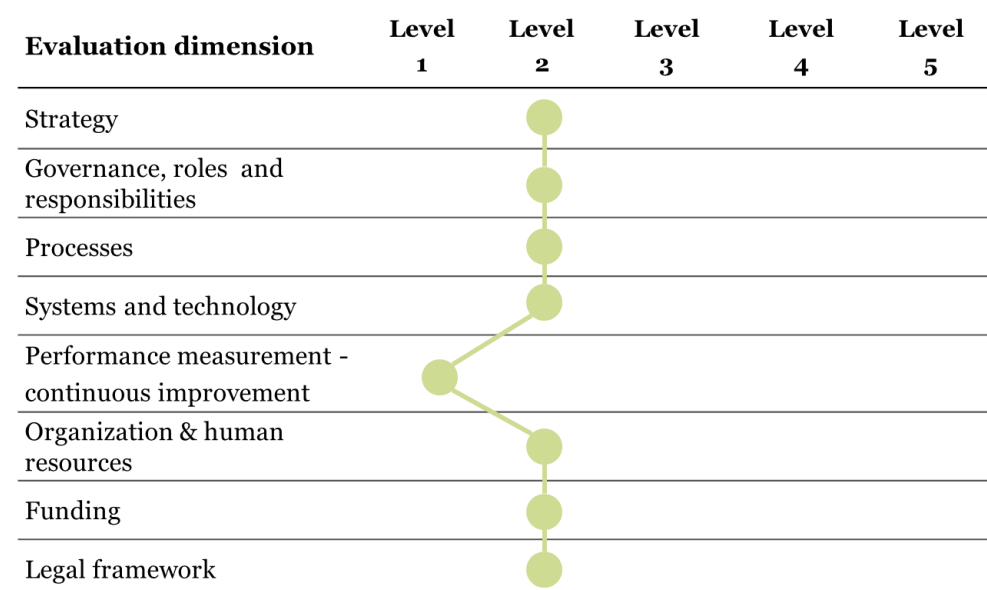 Evaluation dimension
Level 1
Level 2
Level 3
Level 4
Level 5
Strategy
Governance, roles and
responsibilities
Processes
Systems and technology
Performance measurement -
continuous improvement
Organization & human
resources
Funding
Legal framework